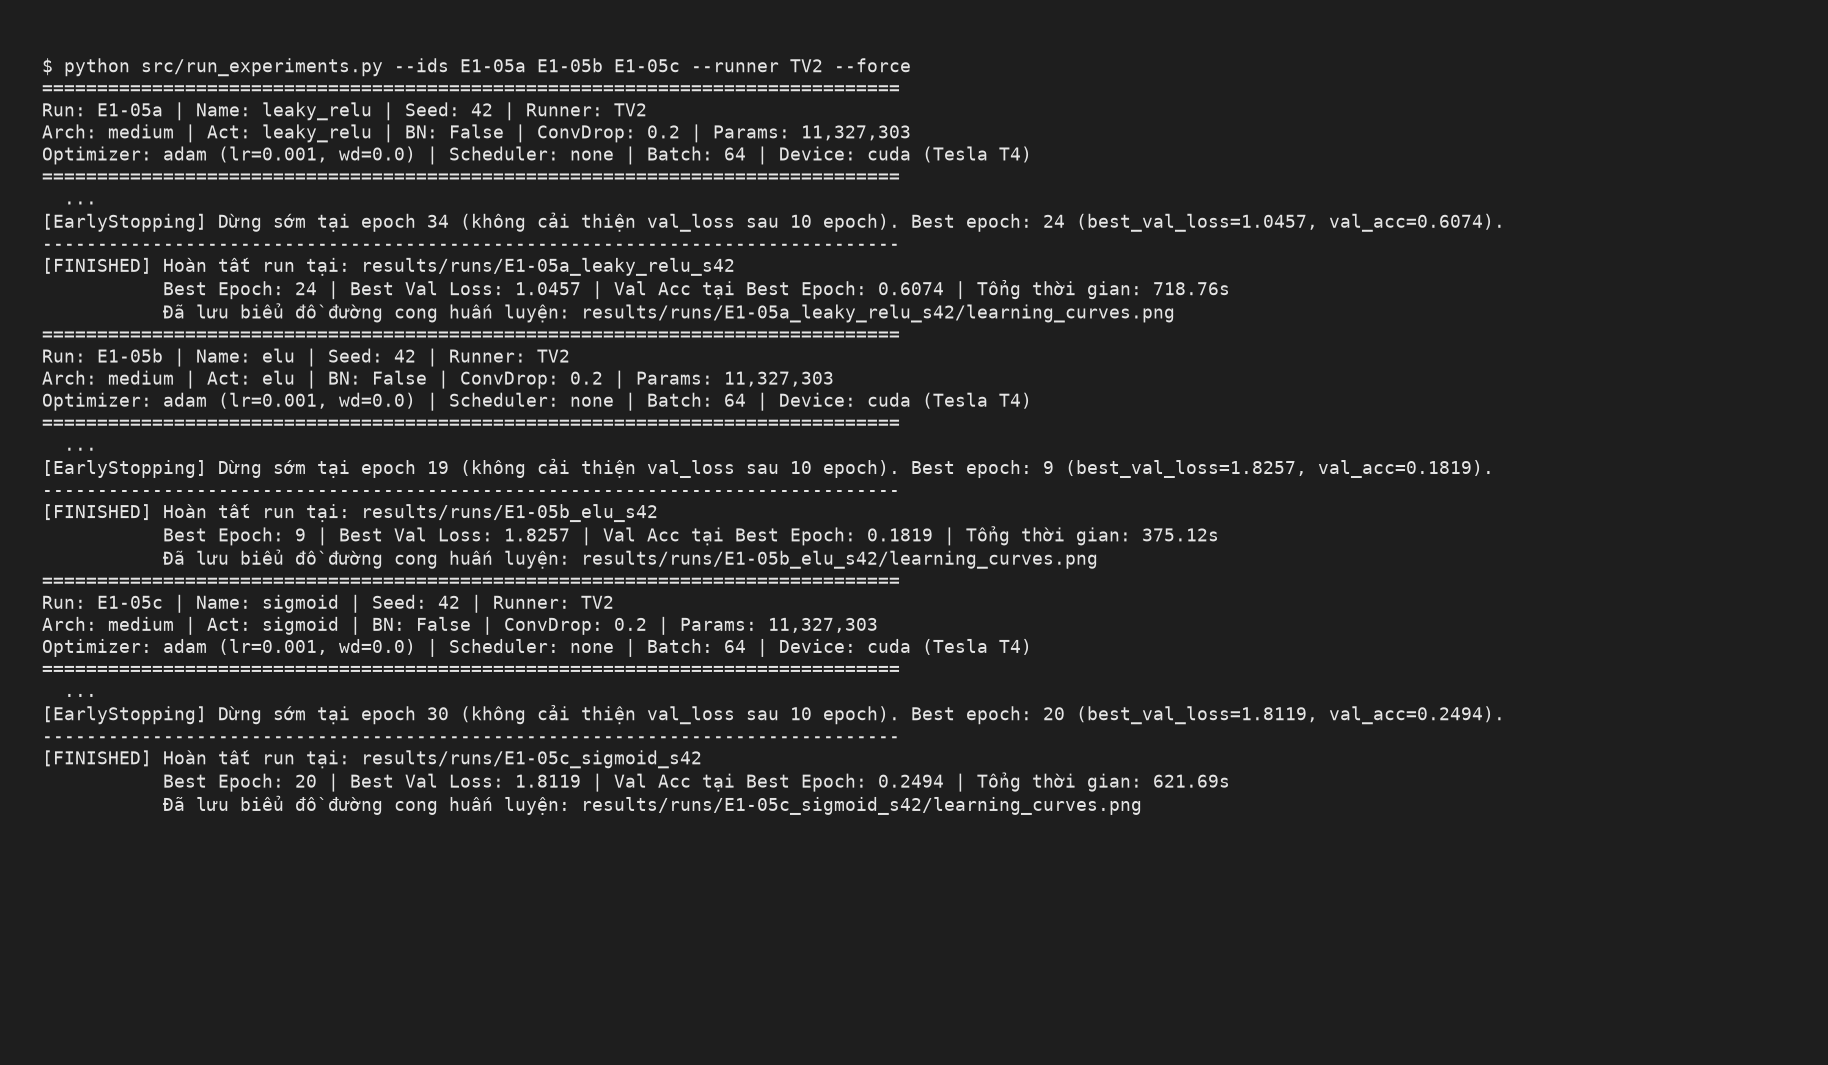 $ python src/run_experiments.py --ids E1-05a E1-05b E1-05c --runner TV2 --force
==============================================================================
Run: E1-05a | Name: leaky_relu | Seed: 42 | Runner: TV2
Arch: medium | Act: leaky_relu | BN: False | ConvDrop: 0.2 | Params: 11,327,303
Optimizer: adam (lr=0.001, wd=0.0) | Scheduler: none | Batch: 64 | Device: cuda (Tesla T4)
==============================================================================
  ...
[EarlyStopping] Dừng sớm tại epoch 34 (không cải thiện val_loss sau 10 epoch). Best epoch: 24 (best_val_loss=1.0457, val_acc=0.6074).
------------------------------------------------------------------------------
[FINISHED] Hoàn tất run tại: results/runs/E1-05a_leaky_relu_s42
           Best Epoch: 24 | Best Val Loss: 1.0457 | Val Acc tại Best Epoch: 0.6074 | Tổng thời gian: 718.76s
           Đã lưu biểu đồ đường cong huấn luyện: results/runs/E1-05a_leaky_relu_s42/learning_curves.png
==============================================================================
Run: E1-05b | Name: elu | Seed: 42 | Runner: TV2
Arch: medium | Act: elu | BN: False | ConvDrop: 0.2 | Params: 11,327,303
Optimizer: adam (lr=0.001, wd=0.0) | Scheduler: none | Batch: 64 | Device: cuda (Tesla T4)
==============================================================================
  ...
[EarlyStopping] Dừng sớm tại epoch 19 (không cải thiện val_loss sau 10 epoch). Best epoch: 9 (best_val_loss=1.8257, val_acc=0.1819).
------------------------------------------------------------------------------
[FINISHED] Hoàn tất run tại: results/runs/E1-05b_elu_s42
           Best Epoch: 9 | Best Val Loss: 1.8257 | Val Acc tại Best Epoch: 0.1819 | Tổng thời gian: 375.12s
           Đã lưu biểu đồ đường cong huấn luyện: results/runs/E1-05b_elu_s42/learning_curves.png
==============================================================================
Run: E1-05c | Name: sigmoid | Seed: 42 | Runner: TV2
Arch: medium | Act: sigmoid | BN: False | ConvDrop: 0.2 | Params: 11,327,303
Optimizer: adam (lr=0.001, wd=0.0) | Scheduler: none | Batch: 64 | Device: cuda (Tesla T4)
==============================================================================
  ...
[EarlyStopping] Dừng sớm tại epoch 30 (không cải thiện val_loss sau 10 epoch). Best epoch: 20 (best_val_loss=1.8119, val_acc=0.2494).
------------------------------------------------------------------------------
[FINISHED] Hoàn tất run tại: results/runs/E1-05c_sigmoid_s42
           Best Epoch: 20 | Best Val Loss: 1.8119 | Val Acc tại Best Epoch: 0.2494 | Tổng thời gian: 621.69s
           Đã lưu biểu đồ đường cong huấn luyện: results/runs/E1-05c_sigmoid_s42/learning_curves.png